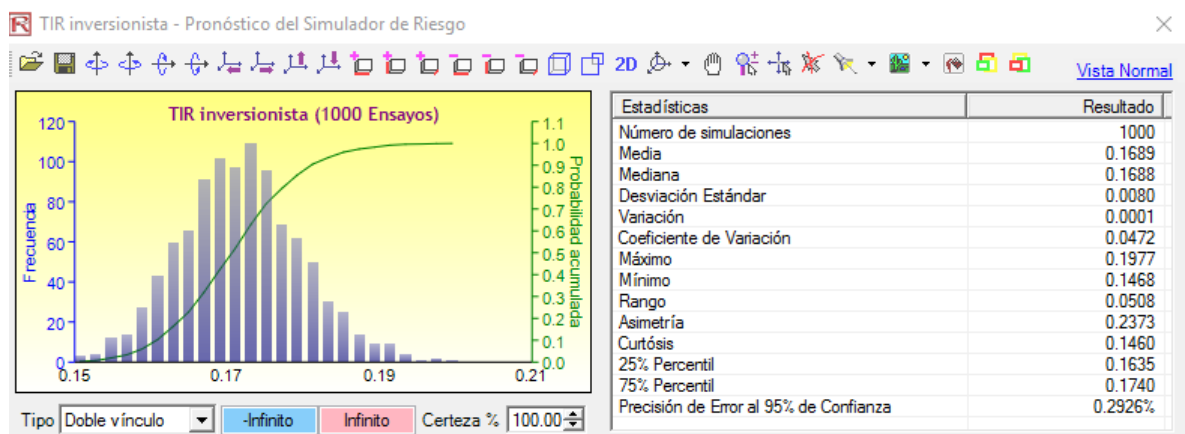 TIR inversionista - Pronóstico del Simulador de Riesgo
2D
Vista Normal
TIR inversionista (1000 Ensayos)
Frecuencia
120
100
80
60
40
20
0
0.15 0.17 0.19 0.21
1.1
1.0
0.9
0.8
0.7
0.6
0.5
0.4
0.3
0.2
0.1
0.0
Probabilidad acumulada
Tipo Doble vínculo -Infinito Infinito Certeza % 100.00
Estadísticas Resultado
Número de simulaciones 1000
Media 0.1689
Mediana 0.1688
Desviación Estándar 0.0080
Variación 0.0001
Coeficiente de Variación 0.0472
Máximo 0.1977
Mínimo 0.1468
Rango 0.0508
Asimetría 0.2373
Curtósis 0.1460
25% Percentil 0.1635
75% Percentil 0.1740
Precisión de Error al 95% de Confianza 0.2926%